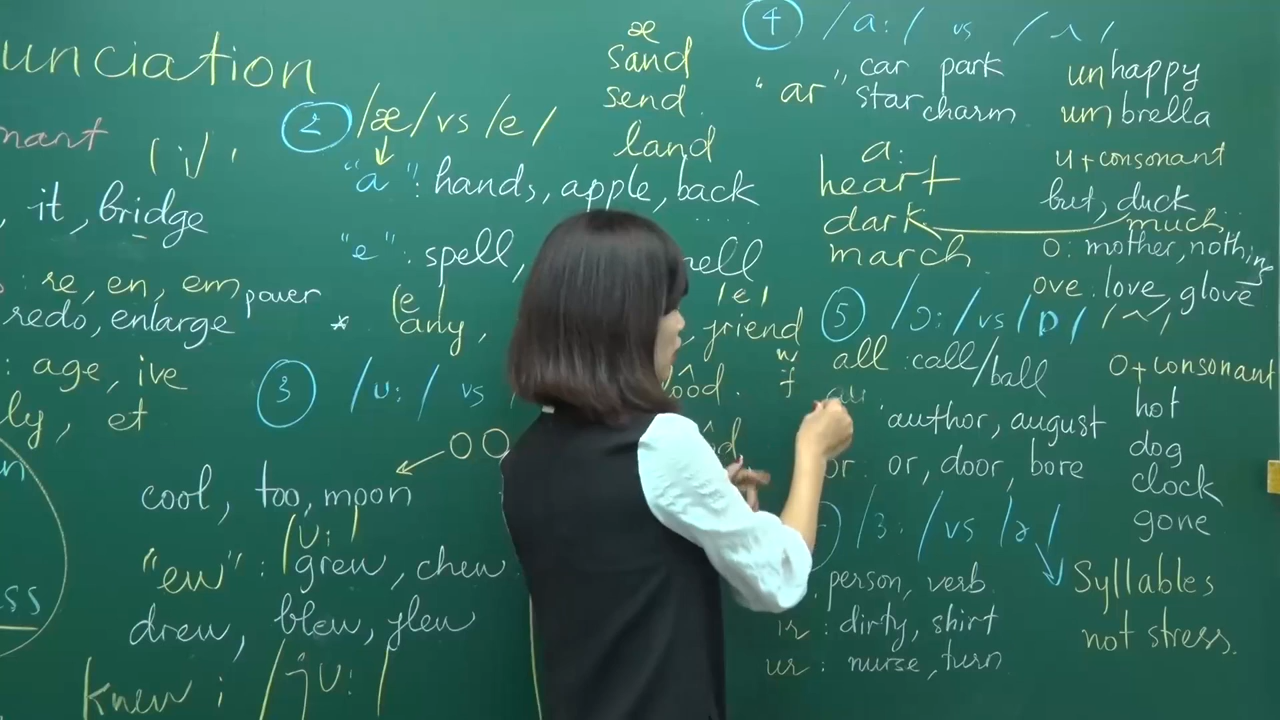 unciation
nant
it, bridge
: re, en, em
power
redo, enlarge
: age, ive
ly, et
ss
2 /æ/ vs /e/
"a" : hands, apple, back
"e" : spell,
/e/
* any, friend
3 /u:/ vs
oo
cool, too, moon
/u:/
"ew" : grew, chew
drew, blew, flew
knew : /ju:/
æ
sand
send
land
4 /a:/ vs /ʌ/
"ar", car park
star charm
a:
heart
dark
march
unhappy
umbrella
u + consonant
but, duck
much
o: mother, nothing
ove : love, glove
5 /ɔ:/ vs /ɒ/ /ʌ/
all : call/ball
au
author, august
or : or, door, bore
o + consonant
hot
dog
clock
gone
/ɜ:/ vs /ə/
person, verb
ir : dirty, shirt
ur : nurse, turn
Syllables
not stress.